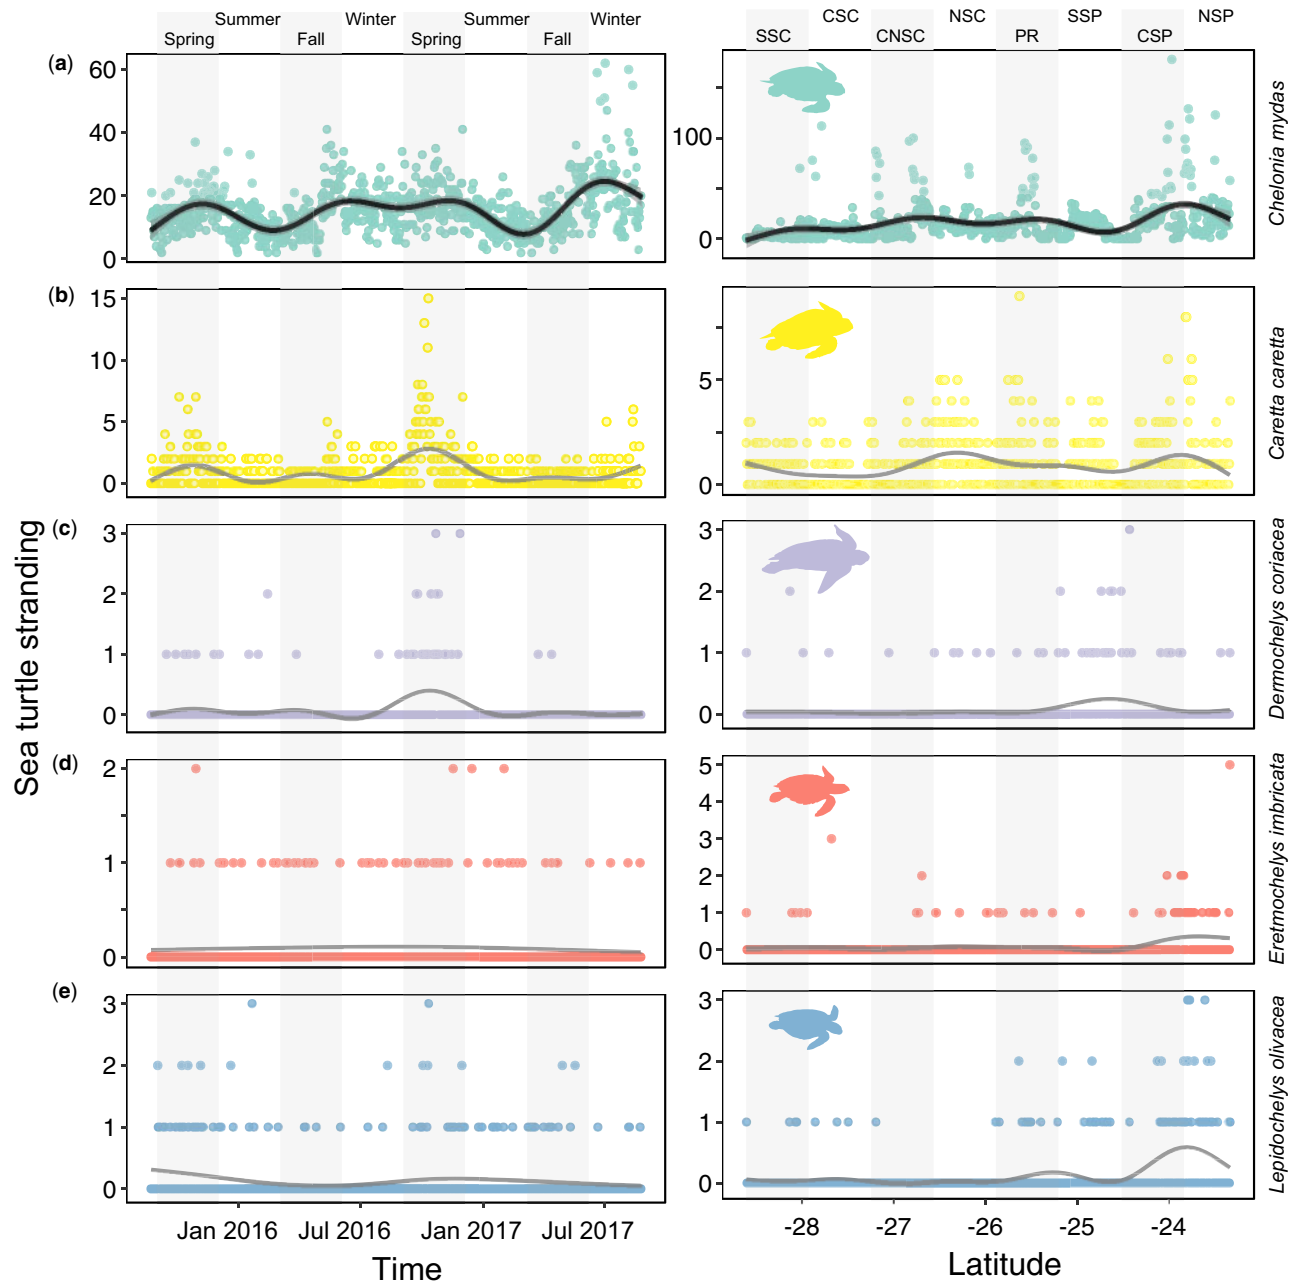 Summer Winter Summer Winter
Spring Fall Spring Fall
CSC NSC SSP NSP
SSC CNSC PR CSP
(a)
60
40
20
0
100
0
Chelonia mydas
(b)
15
10
5
0
5
0
Caretta caretta
(c)
3
2
1
0
3
2
1
0
Dermochelys coriacea
Sea turtle stranding
(d)
2
1
0
5
4
3
2
1
0
Eretmochelys imbricata
(e)
3
2
1
0
3
2
1
0
Lepidochelys olivacea
Jan 2016 Jul 2016 Jan 2017 Jul 2017
Time
-28 -27 -26 -25 -24
Latitude